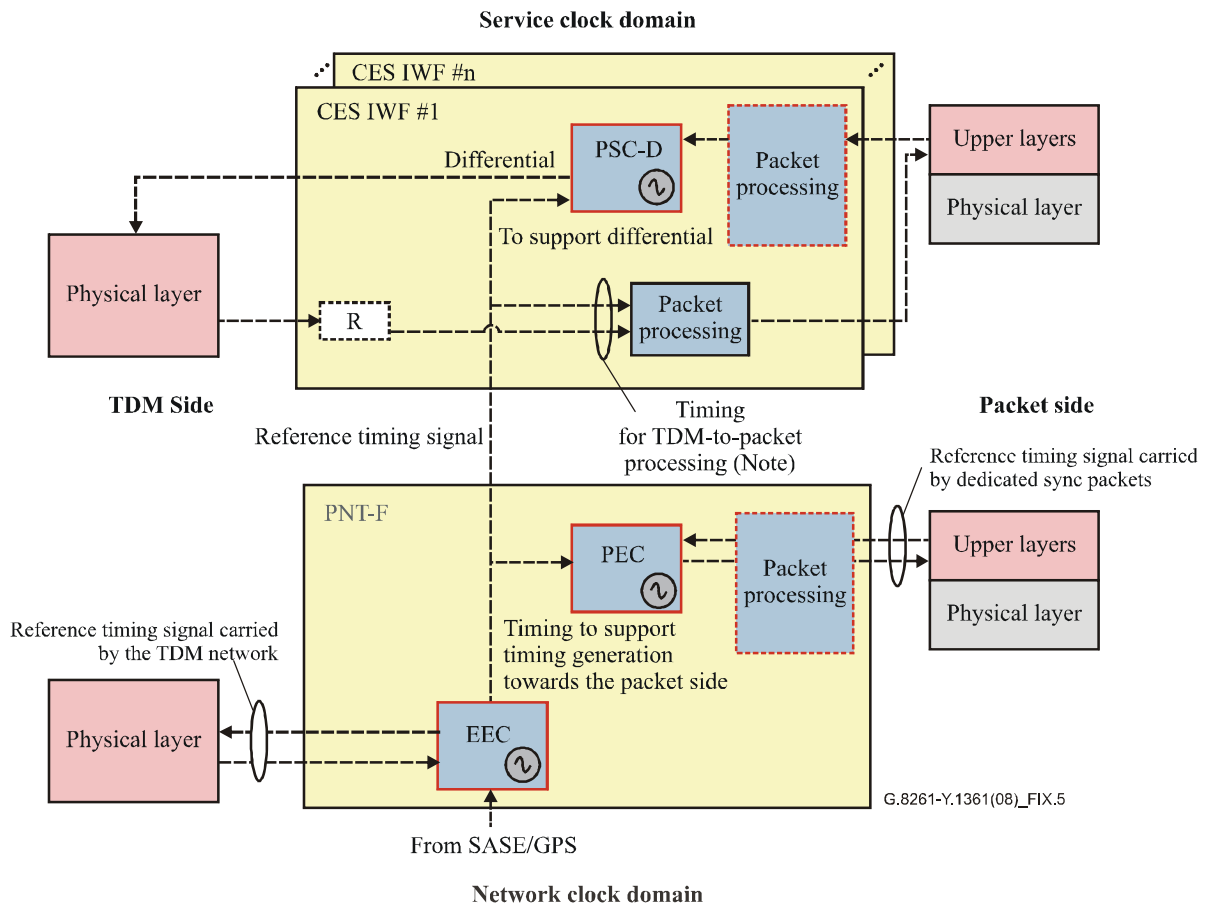 Service clock domain
CES IWF #n
CES IWF #1
PSC-D
Packet
processing
Upper layers
Physical layer
Differential
To support differential
Physical layer
R
Packet
processing
TDM Side
Packet side
Reference timing signal
Timing
for TDM-to-packet
processing (Note)
Reference timing signal carried
by dedicated sync packets
PNT-F
PEC
Packet
processing
Upper layers
Physical layer
Reference timing signal carried
by the TDM network
Timing to support
timing generation
towards the packet side
Physical layer
EEC
G.8261-Y.1361(08)_FIX.5
From SASE/GPS
Network clock domain